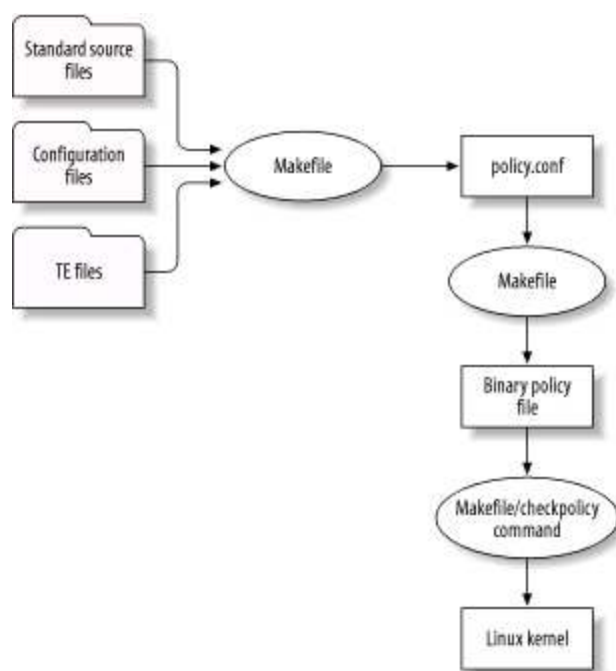 Standard source
files
Configuration
files
TE files
Makefile
policy.conf
Makefile
Binary policy
file
Makefile/checkpolicy
command
Linux kernel